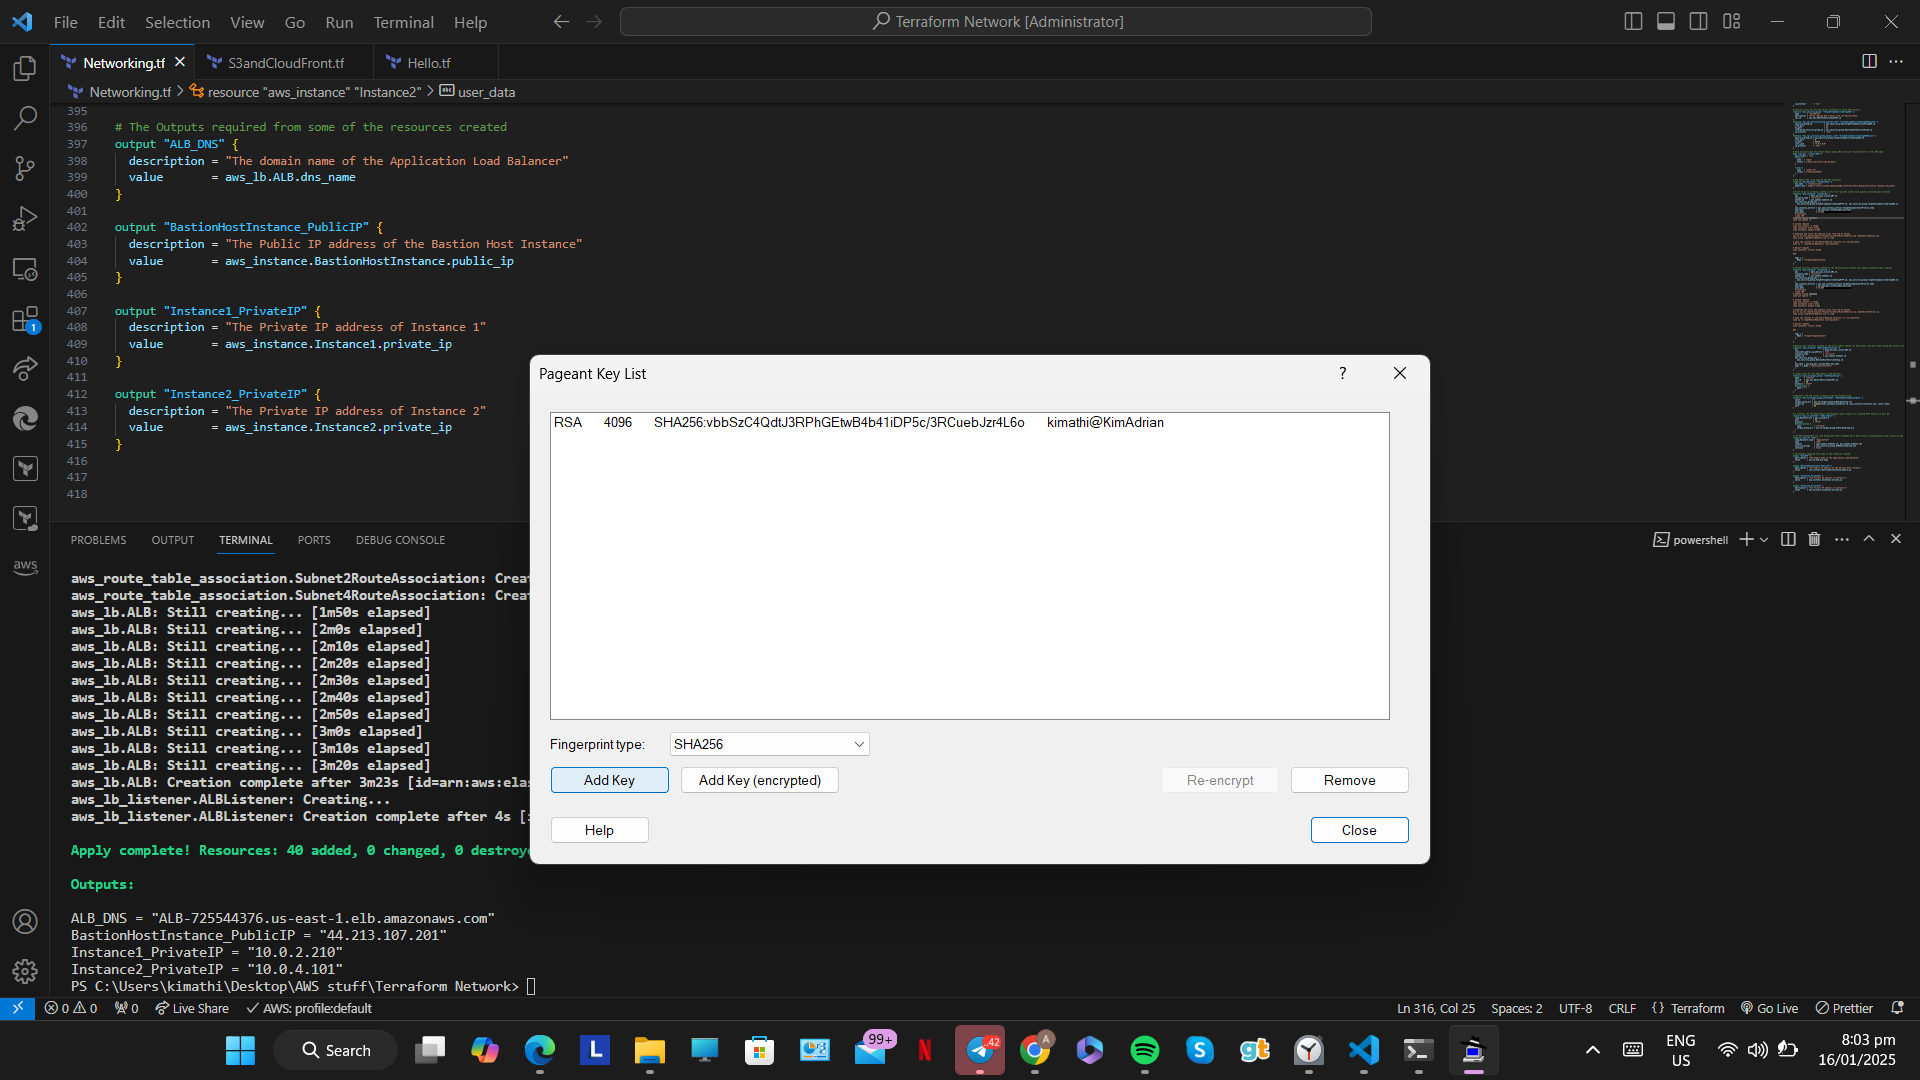 File Edit Selection View Go Run Terminal Help
Terraform Network [Administrator]
Networking.tf
S3andCloudFront.tf
Hello.tf
Networking.tf > resource "aws_instance" "Instance2" > user_data
395
396 # The Outputs required from some of the resources created
397 output "ALB_DNS" {
398 description = "The domain name of the Application Load Balancer"
399 value = aws_lb.ALB.dns_name
400 }
401
402 output "BastionHostInstance_PublicIP" {
403 description = "The Public IP address of the Bastion Host Instance"
404 value = aws_instance.BastionHostInstance.public_ip
405 }
406
407 output "Instance1_PrivateIP" {
408 description = "The Private IP address of Instance 1"
409 value = aws_instance.Instance1.private_ip
410 }
411
412 output "Instance2_PrivateIP" {
413 description = "The Private IP address of Instance 2"
414 value = aws_instance.Instance2.private_ip
415 }
416
417
418
1
aws
Pageant Key List
?
RSA 4096 SHA256:vbbSzC4QdtJ3RPhGEtwB4b41iDP5c/3RCuebJzr4L6o kimathi@KimAdrian
Fingerprint type: SHA256
Add Key
Add Key (encrypted)
Re-encrypt
Remove
Help
Close
PROBLEMS OUTPUT TERMINAL PORTS DEBUG CONSOLE
powershell
aws_route_table_association.Subnet2RouteAssociation: Crea
aws_route_table_association.Subnet4RouteAssociation: Crea
aws_lb.ALB: Still creating... [1m50s elapsed]
aws_lb.ALB: Still creating... [2m0s elapsed]
aws_lb.ALB: Still creating... [2m10s elapsed]
aws_lb.ALB: Still creating... [2m20s elapsed]
aws_lb.ALB: Still creating... [2m30s elapsed]
aws_lb.ALB: Still creating... [2m40s elapsed]
aws_lb.ALB: Still creating... [2m50s elapsed]
aws_lb.ALB: Still creating... [3m0s elapsed]
aws_lb.ALB: Still creating... [3m10s elapsed]
aws_lb.ALB: Still creating... [3m20s elapsed]
aws_lb.ALB: Creation complete after 3m23s [id=arn:aws:elas
aws_lb_listener.ALBListener: Creating...
aws_lb_listener.ALBListener: Creation complete after 4s [
Apply complete! Resources: 40 added, 0 changed, 0 destroye
Outputs:
ALB_DNS = "ALB-725544376.us-east-1.elb.amazonaws.com"
BastionHostInstance_PublicIP = "44.213.107.201"
Instance1_PrivateIP = "10.0.2.210"
Instance2_PrivateIP = "10.0.4.101"
PS C:\Users\kimathi\Desktop\AWS stuff\Terraform Network>
0 0 0 Live Share AWS: profile:default
Ln 316, Col 25 Spaces: 2 UTF-8 CRLF {} Terraform Go Live Prettier
Search
L
99+
N
..42
A
S
gt
ENG
US
8:03 pm
16/01/2025